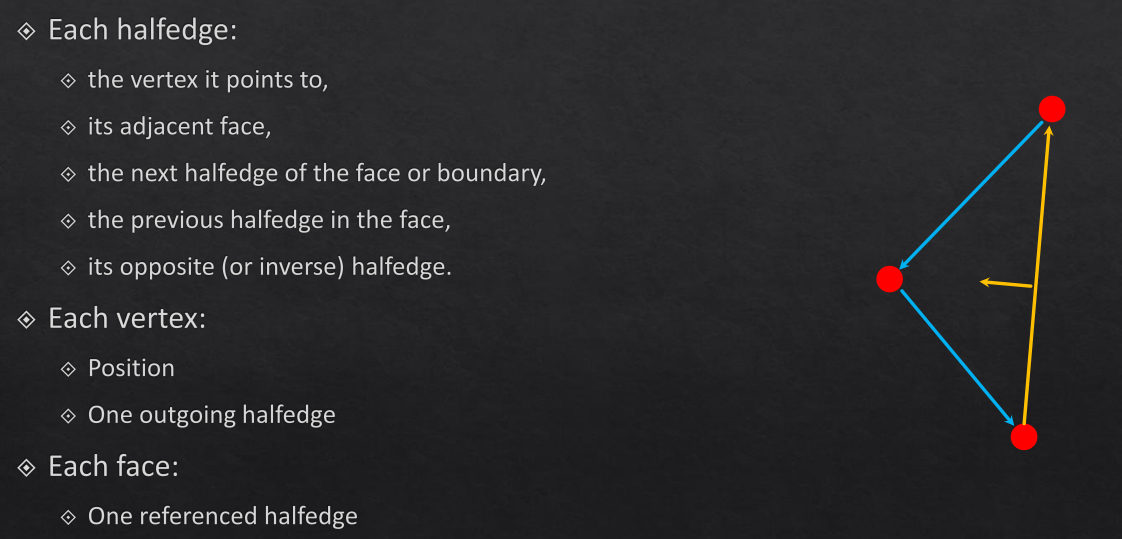 Each halfedge:
the vertex it points to,
its adjacent face,
the next halfedge of the face or boundary,
the previous halfedge in the face,
its opposite (or inverse) halfedge.
Each vertex:
Position
One outgoing halfedge
Each face:
One referenced halfedge